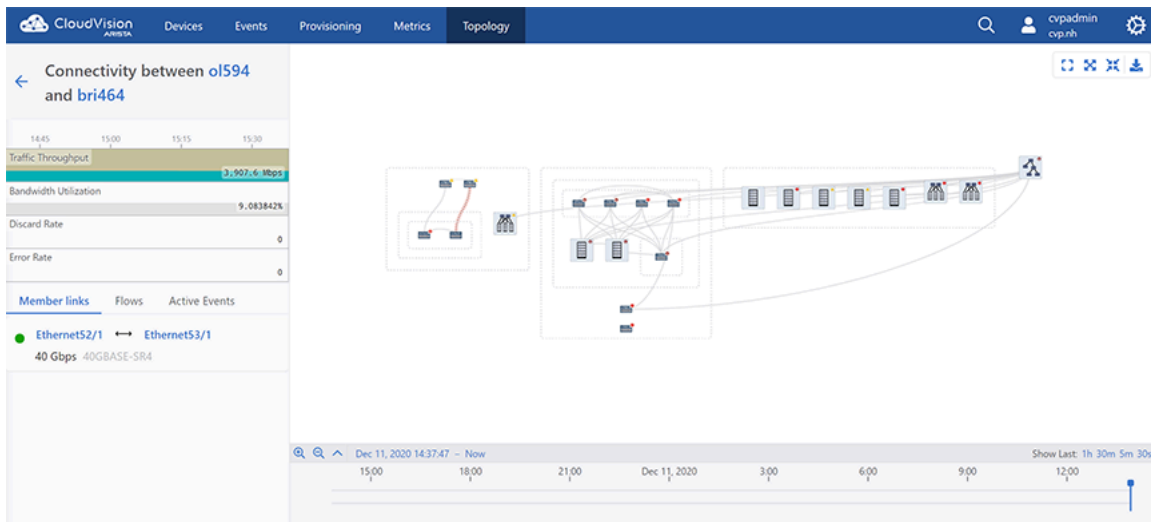 CloudVision
ARISTA
Devices
Events
Provisioning
Metrics
Topology
cvpadmin
cvp.nh
Connectivity between ol594
and bri464
14:45 15:00 15:15 15:30
Traffic Throughput
3,907.6 Mbps
Bandwidth Utilization
9.083842%
Discard Rate
0
Error Rate
0
Member links Flows Active Events
Ethernet52/1 ⟷ Ethernet53/1
40 Gbps 40GBASE-SR4
Dec 11, 2020 14:37:47 – Now
Show Last: 1h 30m 5m 30s
15:00 18:00 21:00 Dec 11, 2020 3:00 6:00 9:00 12:00